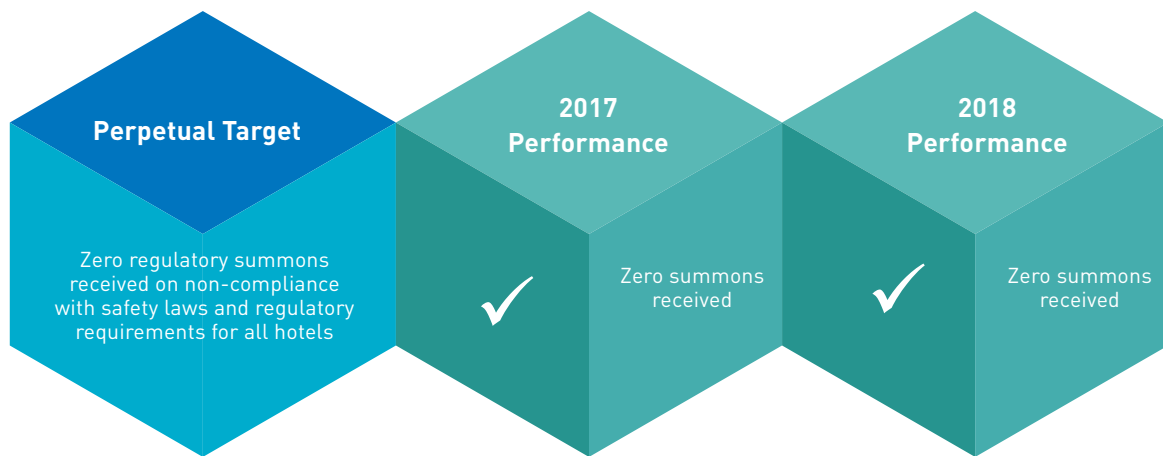 Perpetual Target
Zero regulatory summons
received on non-compliance
with safety laws and regulatory
requirements for all hotels
2017
Performance
Zero summons
received
2018
Performance
Zero summons
received